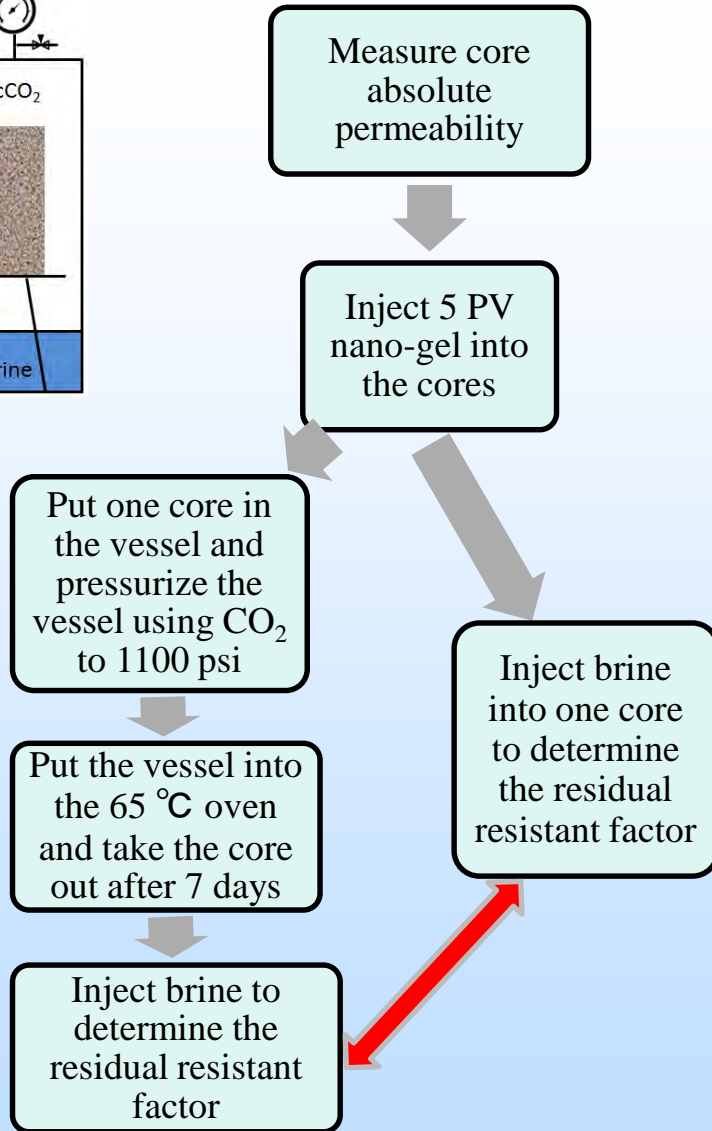 cCO₂
rine
Measure core
absolute
permeability
Inject 5 PV
nano-gel into
the cores
Put one core in
the vessel and
pressurize the
vessel using CO₂
to 1100 psi
Put the vessel into
the 65 ℃ oven
and take the core
out after 7 days
Inject brine to
determine the
residual resistant
factor
Inject brine
into one core
to determine
the residual
resistant factor